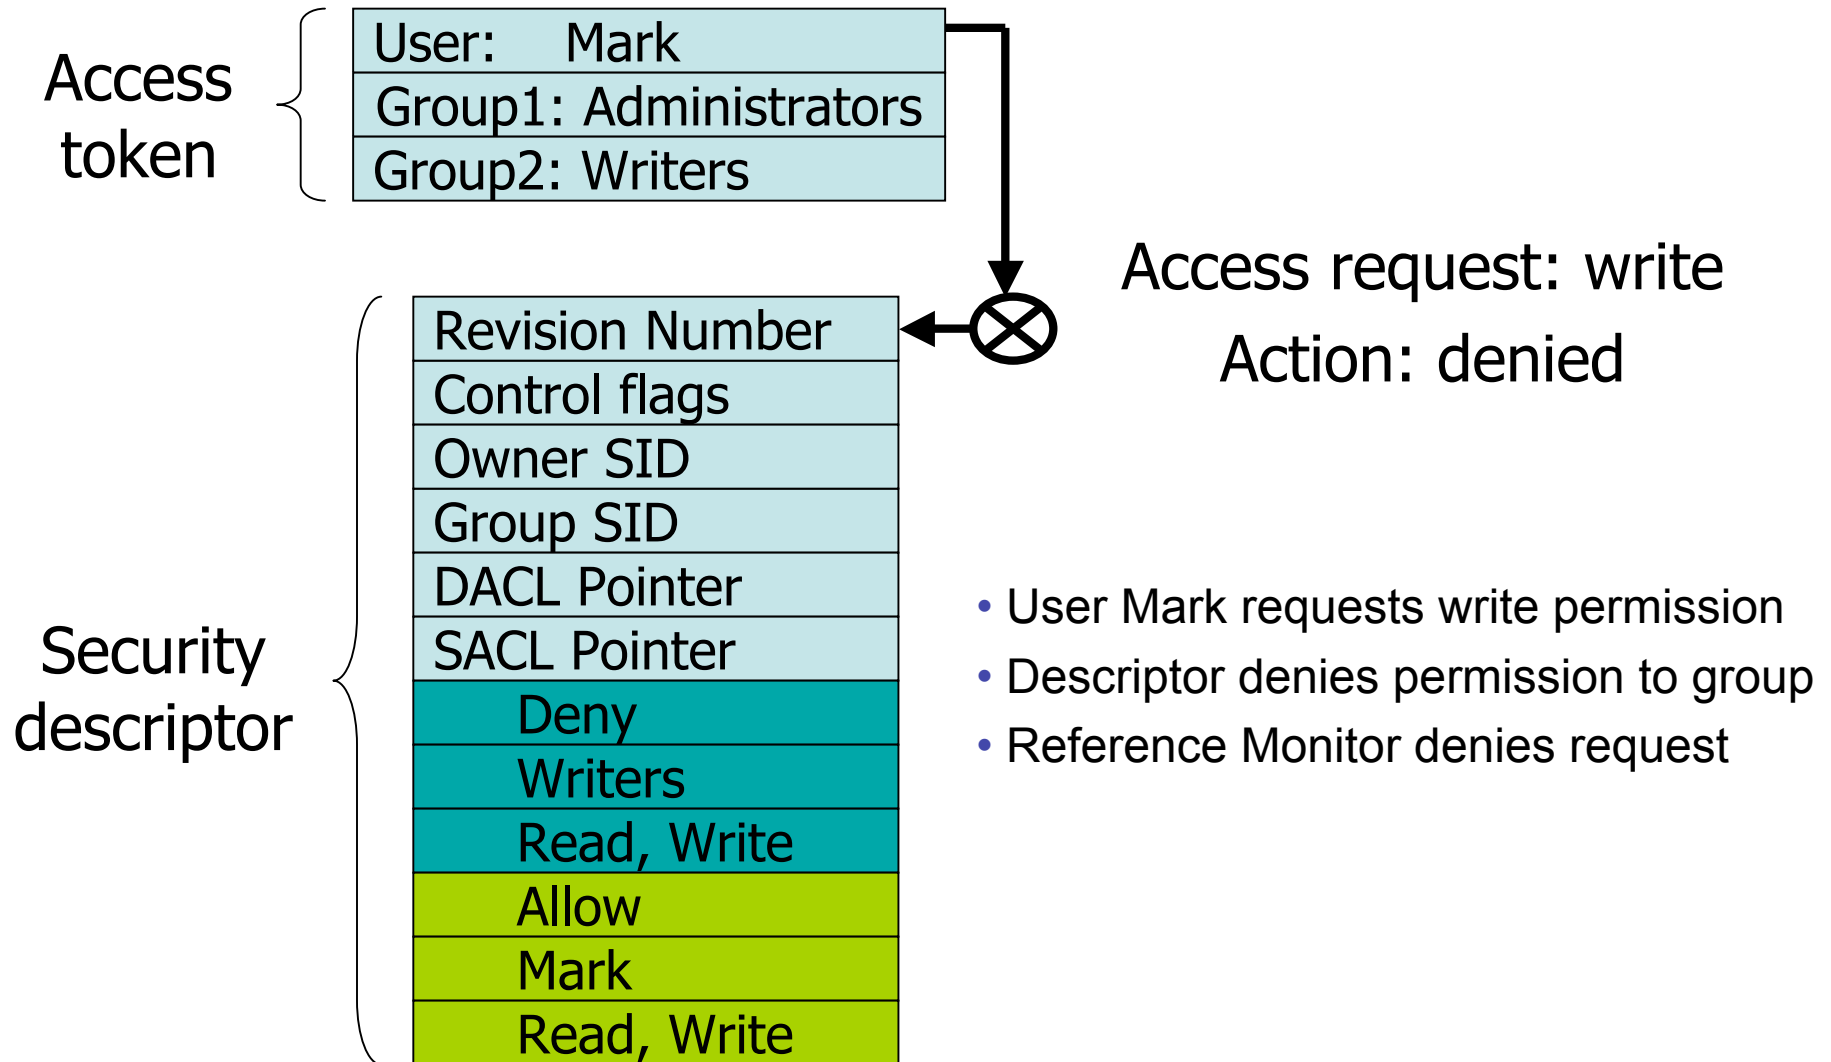 Access
token
User: Mark
Group1: Administrators
Group2: Writers
Access request: write
Action: denied
Security
descriptor
Revision Number
Control flags
Owner SID
Group SID
DACL Pointer
SACL Pointer
Deny
Writers
Read, Write
Allow
Mark
Read, Write
• User Mark requests write permission
• Descriptor denies permission to group
• Reference Monitor denies request